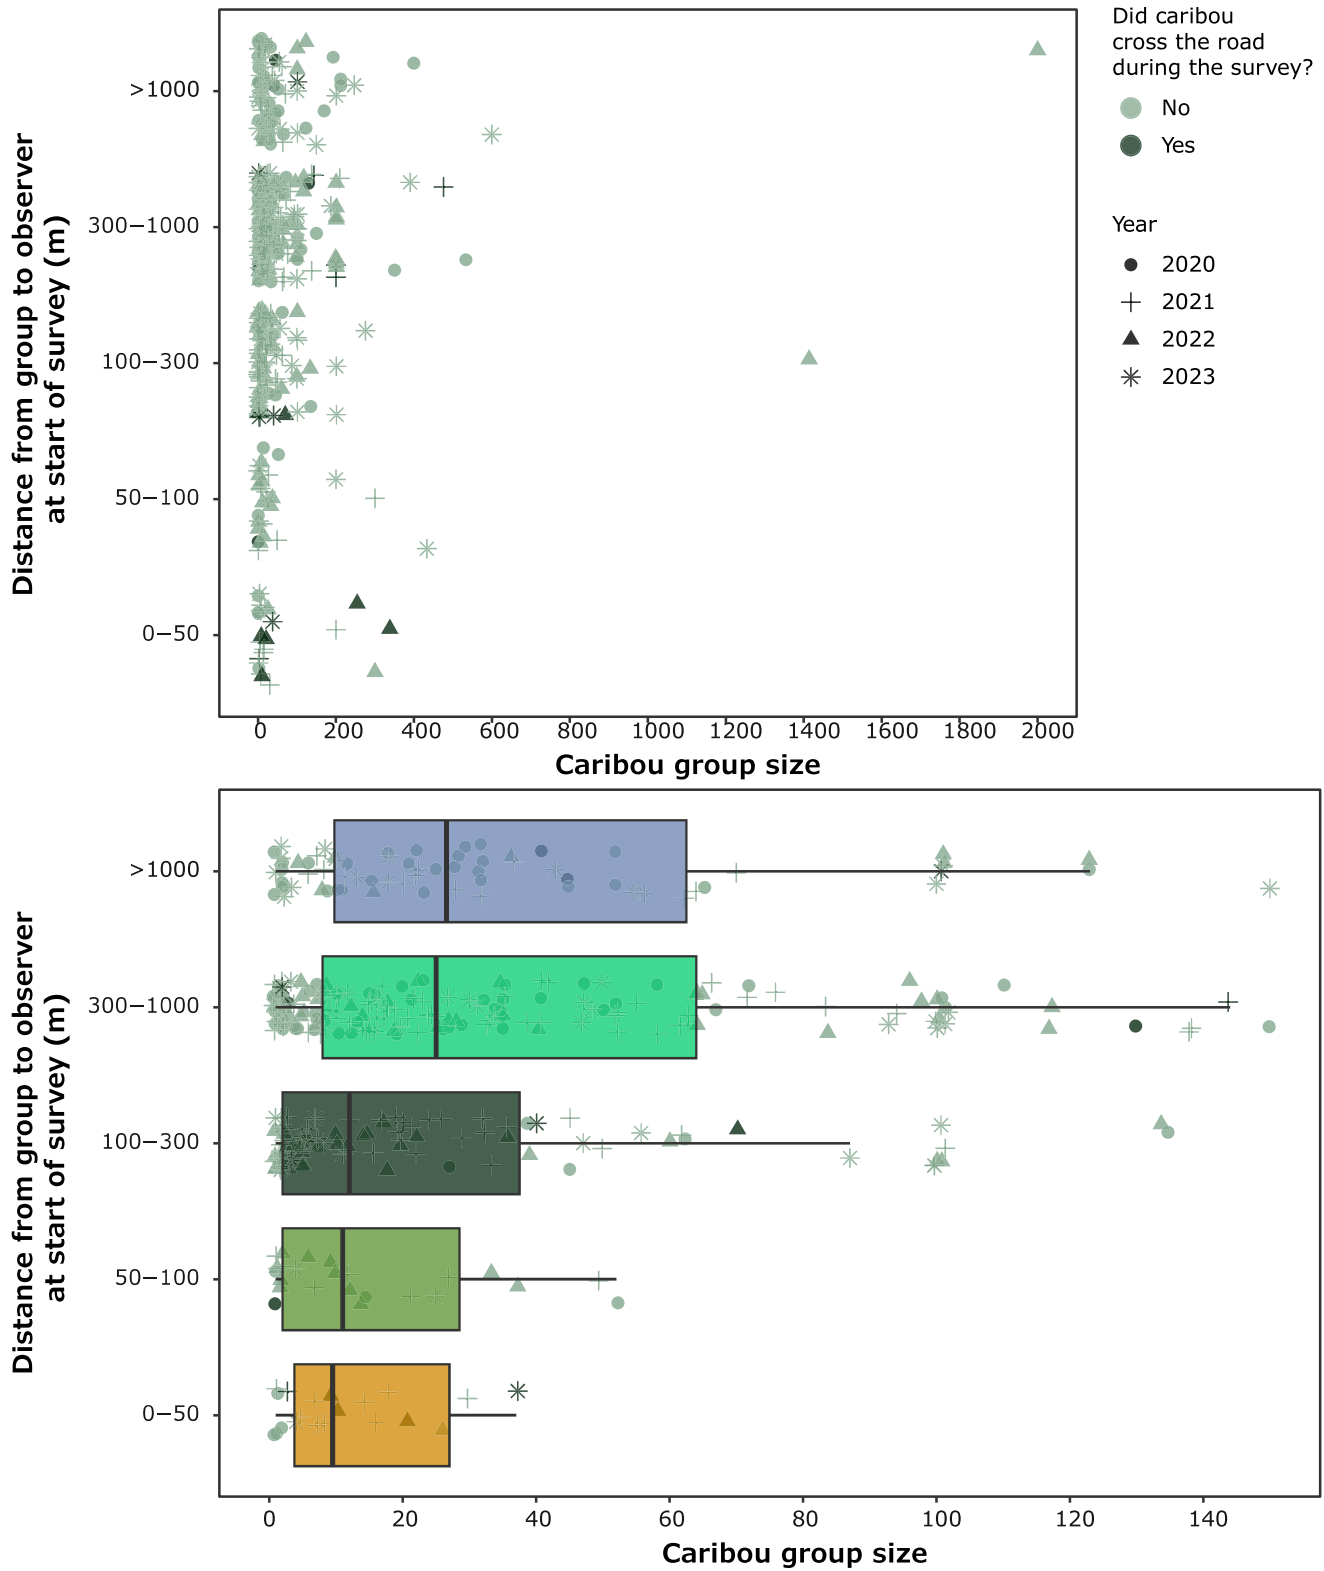 Did caribou
cross the road
during the survey?
No
Yes
Year
2020
2021
2022
2023
Distance from group to observer
at start of survey (m)
>1000
300−1000
100−300
50−100
0−50
0 200 400 600 800 1000 1200 1400 1600 1800 2000
Caribou group size
Distance from group to observer
at start of survey (m)
>1000
300−1000
100−300
50−100
0−50
0 20 40 60 80 100 120 140
Caribou group size